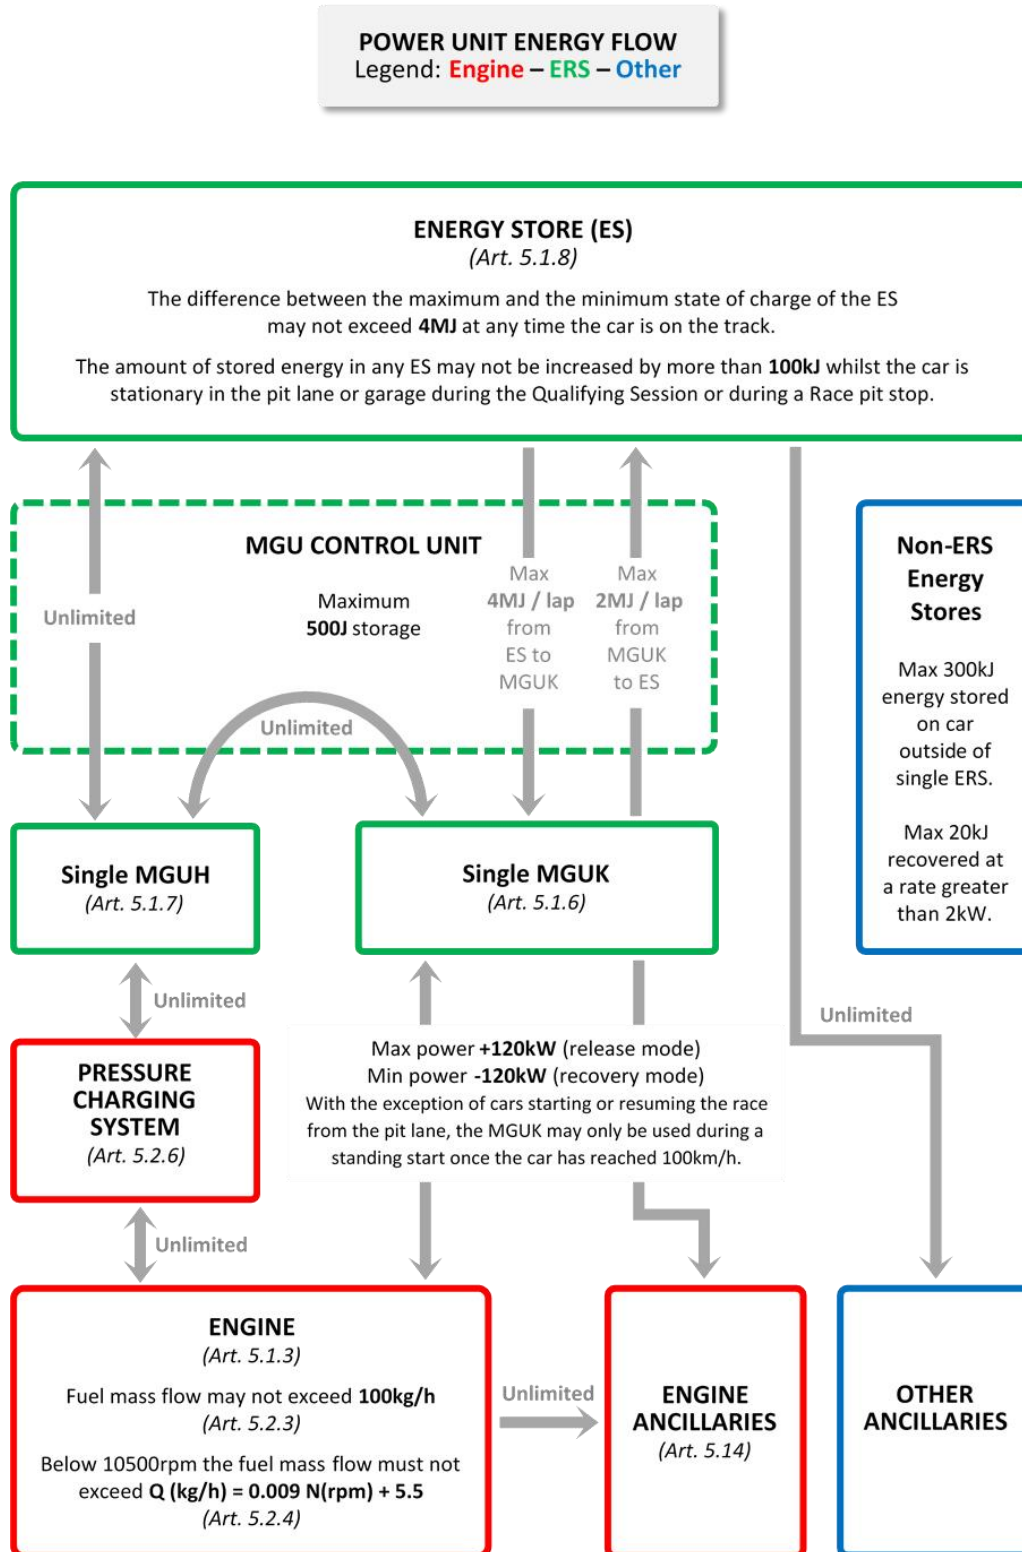 POWER UNIT ENERGY FLOW
Legend: Engine – ERS – Other
ENERGY STORE (ES)
(Art. 5.1.8)
The difference between the maximum and the minimum state of charge of the ES
may not exceed 4MJ at any time the car is on the track.
The amount of stored energy in any ES may not be increased by more than 100kJ whilst the car is
stationary in the pit lane or garage during the Qualifying Session or during a Race pit stop.
MGU CONTROL UNIT
Maximum
500J storage
Unlimited
Max
4MJ / lap
from
ES to
MGUK
Max
2MJ / lap
from
MGUK
to ES
Unlimited
Non-ERS
Energy
Stores
Max 300kJ
energy stored
on car
outside of
single ERS.
Max 20kJ
recovered at
a rate greater
than 2kW.
Single MGUH
(Art. 5.1.7)
Single MGUK
(Art. 5.1.6)
Unlimited
Unlimited
PRESSURE
CHARGING
SYSTEM
(Art. 5.2.6)
Max power +120kW (release mode)
Min power -120kW (recovery mode)
With the exception of cars starting or resuming the race
from the pit lane, the MGUK may only be used during a
standing start once the car has reached 100km/h.
Unlimited
ENGINE
(Art. 5.1.3)
Fuel mass flow may not exceed 100kg/h
(Art. 5.2.3)
Below 10500rpm the fuel mass flow must not
exceed Q (kg/h) = 0.009 N(rpm) + 5.5
(Art. 5.2.4)
Unlimited
ENGINE
ANCILLARIES
(Art. 5.14)
OTHER
ANCILLARIES